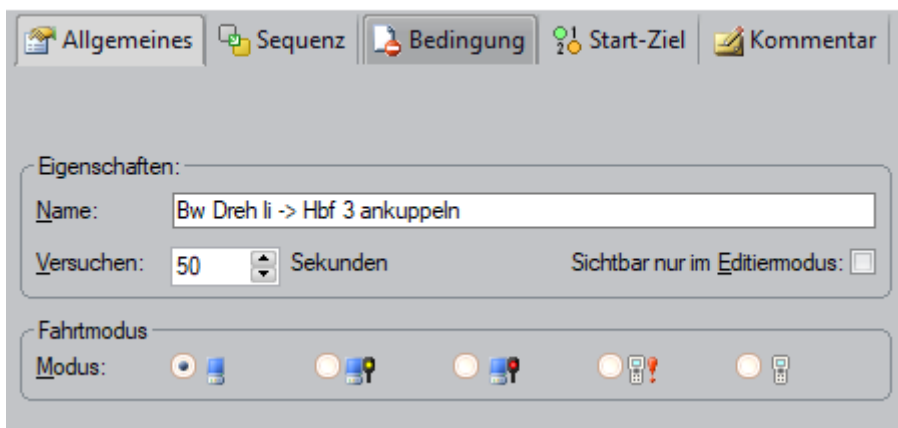 Allgemeines Sequenz Bedingung Start-Ziel Kommentar
Eigenschaften:
Name: Bw Dreh li -> Hbf 3 ankuppeln
Versuchen: 50 Sekunden Sichtbar nur im Editiermodus:
Fahrtmodus
Modus: